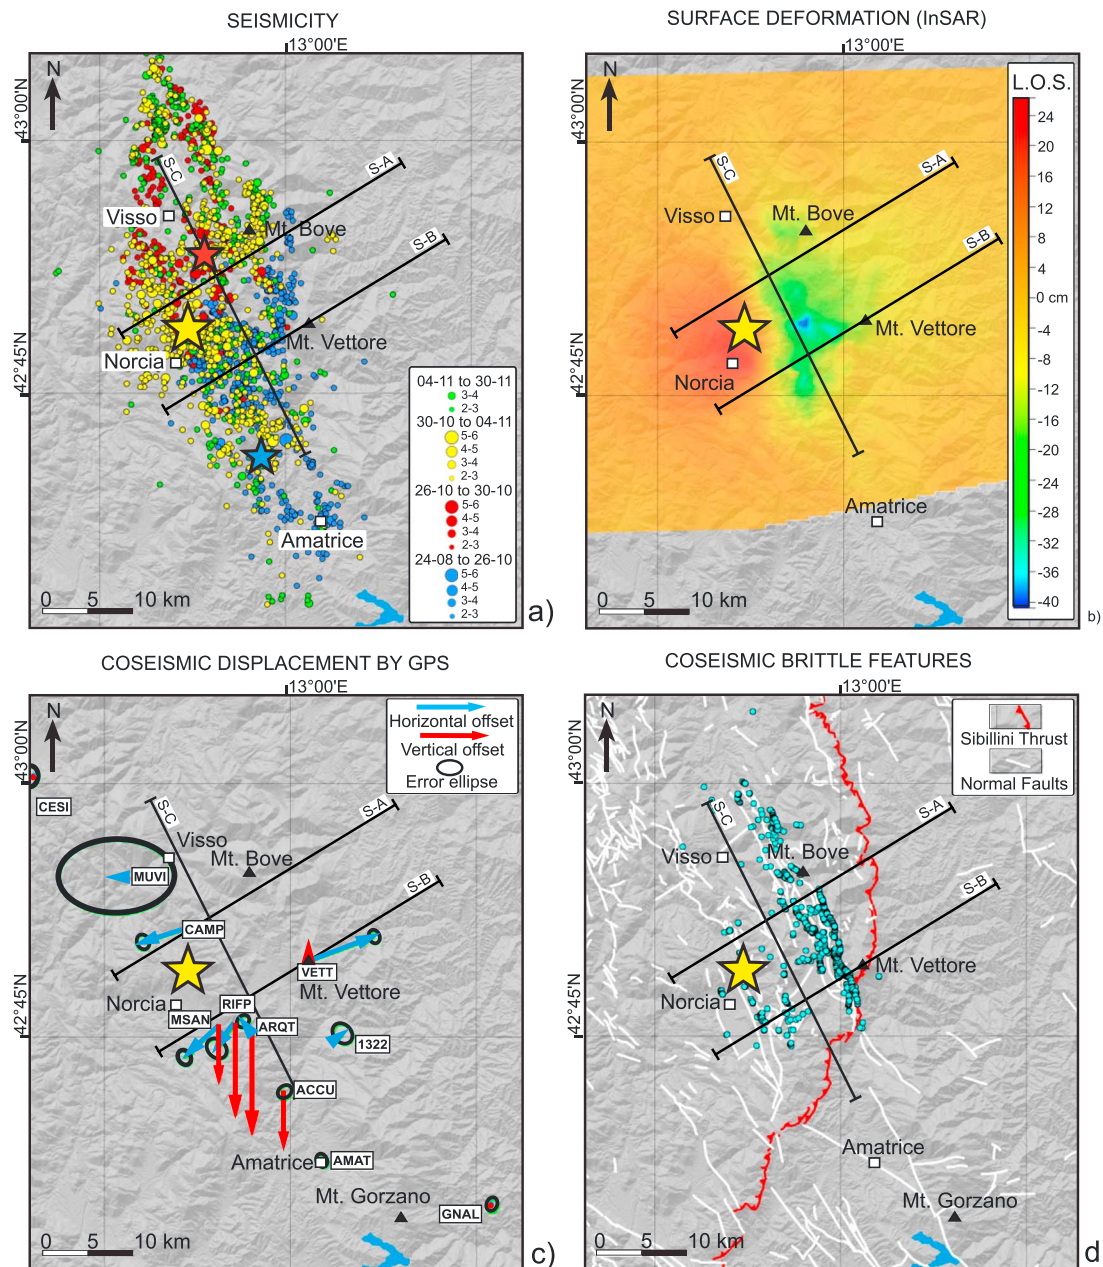 SEISMICITY
13°00'E
N
43°00'N
42°45'N
S-C
S-A
S-B
Visso
Mt. Bove
Mt. Vettore
Norcia
Amatrice
04-11 to 30-11
3-4
2-3
30-10 to 04-11
5-6
4-5
3-4
2-3
26-10 to 30-10
5-6
4-5
3-4
2-3
24-08 to 26-10
5-6
4-5
3-4
2-3
0 5 10 km
a)
SURFACE DEFORMATION (InSAR)
13°00'E
N
43°00'N
42°45'N
L.O.S.
24
20
16
12
8
4
0 cm
-4
-8
-12
-16
-20
-24
-28
-32
-36
-40
S-C
S-A
S-B
Visso
Mt. Bove
Mt. Vettore
Norcia
Amatrice
0 5 10 km
b)
COSEISMIC DISPLACEMENT BY GPS
13°00'E
N
43°00'N
42°45'N
Horizontal offset
Vertical offset
Error ellipse
CESI
S-C
S-A
S-B
Visso
Mt. Bove
MUVI
CAMP
VETT
Mt. Vettore
Norcia
RIFP
MSAN
ARQT
1322
ACCU
Amatrice
AMAT
Mt. Gorzano
GNAL
0 5 10 km
c)
COSEISMIC BRITTLE FEATURES
13°00'E
N
43°00'N
42°45'N
Sibillini Thrust
Normal Faults
S-C
S-A
S-B
Visso
Mt. Bove
Mt. Vettore
Norcia
Amatrice
Mt. Gorzano
0 5 10 km
d